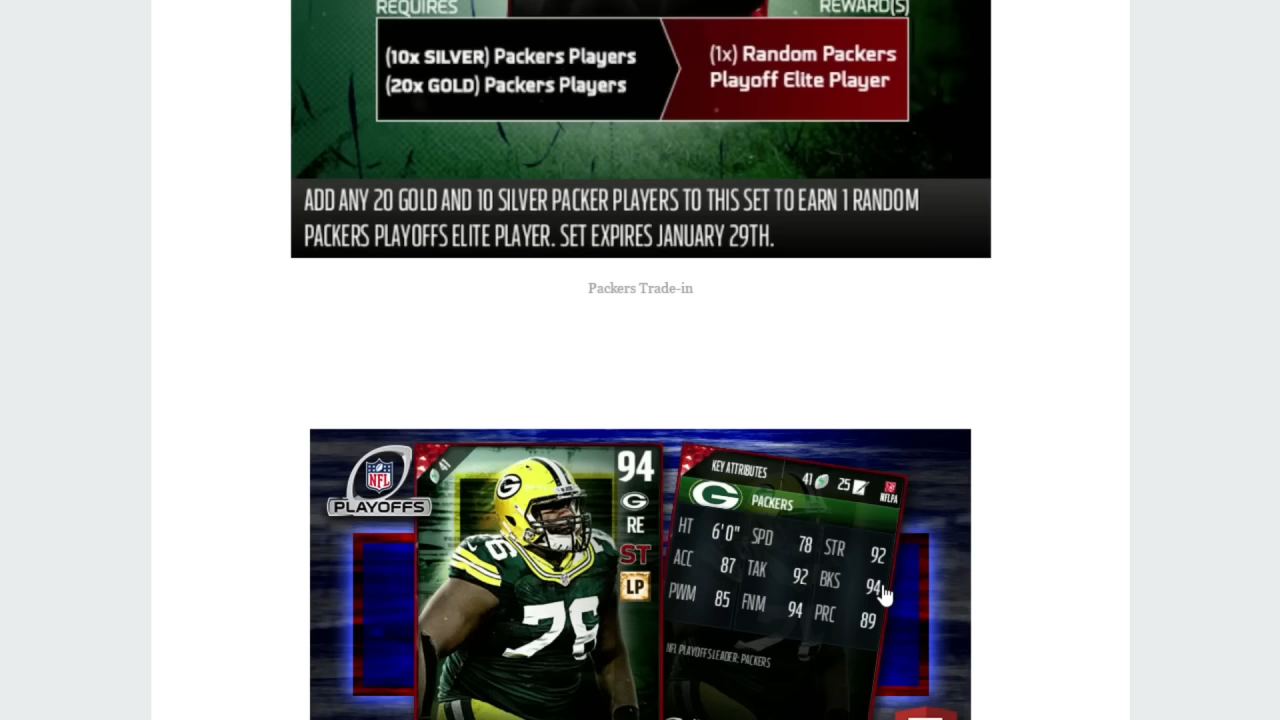 REQUIRES
REWARD(S)
(10x SILVER) Packers Players
(20x GOLD) Packers Players
(1x) Random Packers
Playoff Elite Player
ADD ANY 20 GOLD AND 10 SILVER PACKER PLAYERS TO THIS SET TO EARN 1 RANDOM
PACKERS PLAYOFFS ELITE PLAYER. SET EXPIRES JANUARY 29TH.
Packers Trade-in
NFL
PLAYOFFS
41
94
G
RE
ST
LP
76
KEY ATTRIBUTES
41
25
NFLPA
G
PACKERS
HT 6'0" SPD 78 STR 92
ACC 87 TAK 92 BKS 94
PWM 85 FNM 94 PRC 89
NFL PLAYOFFS LEADER: PACKERS